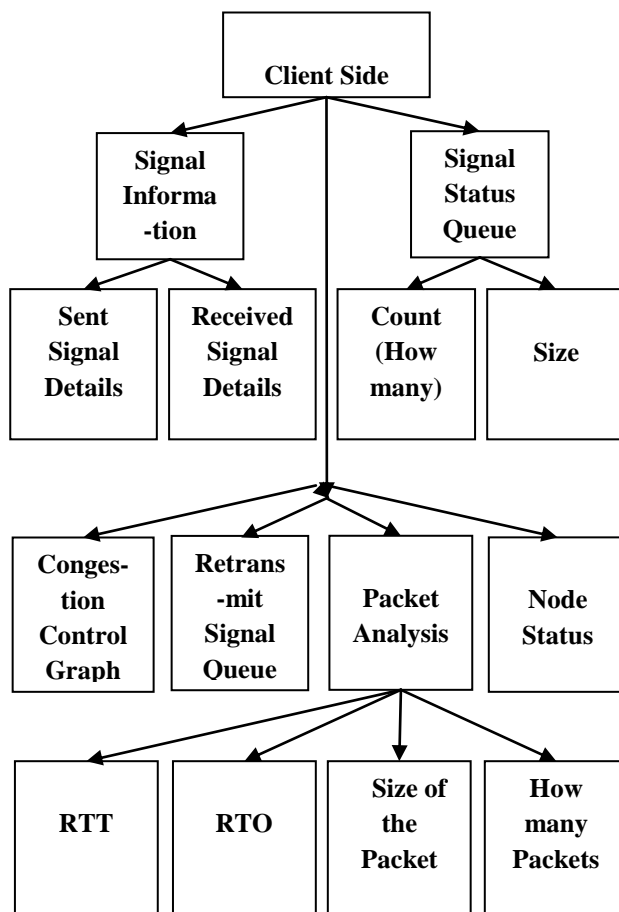 Client Side
Signal
Informa
-tion
Signal
Status
Queue
Sent
Signal
Details
Received
Signal
Details
Count
(How
many)
Size
Conges-
tion
Control
Graph
Retrans
-mit
Signal
Queue
Packet
Analysis
Node
Status
RTT
RTO
Size of
the
Packet
How
many
Packets